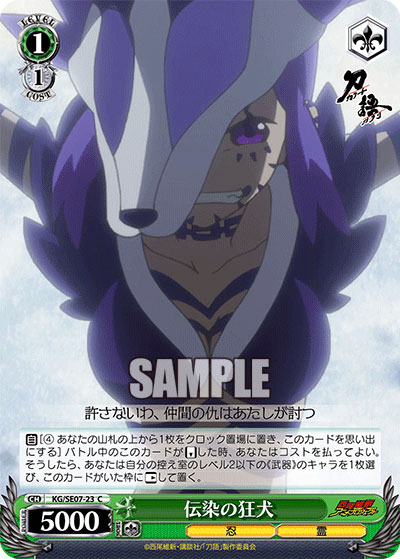 LEVEL
1
1
COST
刀語
カタナガタリ
SAMPLE
許さないわ、仲間の仇はあたしが討つ
自【④ あなたの山札の上から1枚をクロック置場に置き、このカードを思い出にする】バトル中のこのカードが
した時、あなたはコストを払ってよい。そうしたら、あなたは自分の控え室のレベル2以下の《武器》のキャラを1枚選び、このカードがいた枠に置く。
CH KG/SE07-23 C
伝染の狂犬
POWER 5000
忍 霊
©西尾維新・講談社/「刀語」製作委員会